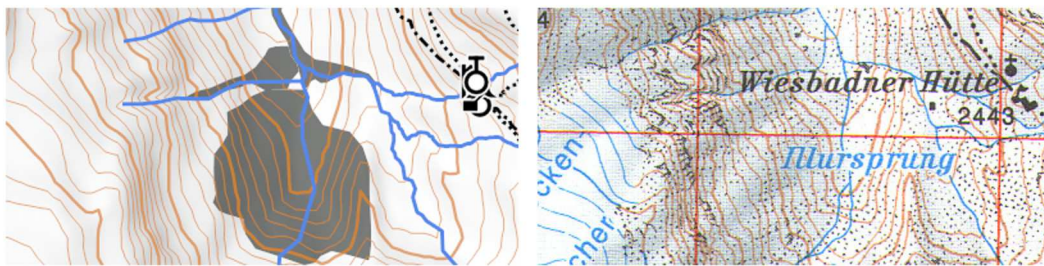 4
Wiesbadner Hütte
2443
Illursprung
cken-
cher